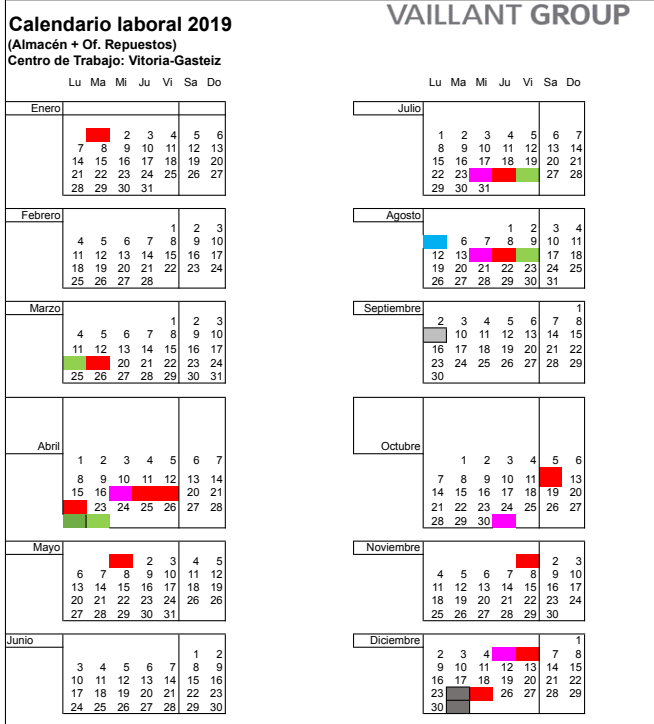 Calendario laboral 2019
VAILLANT GROUP
(Almacén + Of. Repuestos)
Centro de Trabajo: Vitoria-Gasteiz
Lu Ma Mi Ju Vi Sa Do
Enero
2 3 4 5 6
7 8 9 10 11 12 13
14 15 16 17 18 19 20
21 22 23 24 25 26 27
28 29 30 31
Febrero
1 2 3
4 5 6 7 8 9 10
11 12 13 14 15 16 17
18 19 20 21 22 23 24
25 26 27 28
Marzo
1 2 3
4 5 6 7 8 9 10
11 12 13 14 15 16 17
20 21 22 23 24
25 26 27 28 29 30 31
Abril
1 2 3 4 5 6 7
8 9 10 11 12 13 14
15 16 20 21
23 24 25 26 27 28
Mayo
1 2 3 4 5
6 7 8 9 10 11 12
13 14 15 16 17 18 19
20 21 22 23 24 26 26
27 28 29 30 31
Junio
1 2
3 4 5 6 7 8 9
10 11 12 13 14 15 16
17 18 19 20 21 22 23
24 25 26 27 28 29 30
Lu Ma Mi Ju Vi Sa Do
Julio
1 2 3 4 5 6 7
8 9 10 11 12 13 14
15 16 17 18 19 20 21
22 23 27 28
29 30 31
Agosto
1 2 3 4
6 7 8 9 10 11
12 13 17 18
19 20 21 22 23 24 25
26 27 28 29 30 31
Septiembre
1
2 3 4 5 6 7 8
10 11 12 13 14 15
16 17 18 19 20 21 22
23 24 25 26 27 28 29
30
Octubre
1 2 3 4 5 6
7 8 9 10 11 13
14 15 16 17 18 19 20
21 22 23 24 25 26 27
28 29 30
Noviembre
2 3
4 5 6 7 8 9 10
11 12 13 14 15 16 17
18 19 20 21 22 23 24
25 26 27 28 29 30
Diciembre
1
2 3 4 7 8
9 10 11 12 13 14 15
16 17 18 19 20 21 22
23 26 27 28 29
30